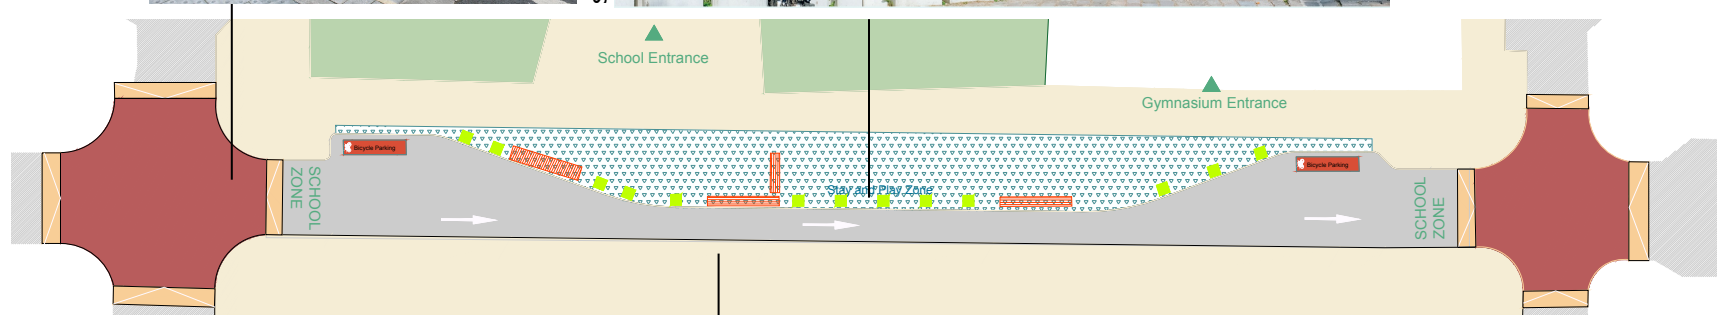 School Entrance
Gymnasium Entrance
Bicycle Parking
Bicycle Parking
Stay and Play Zone
SCHOOL
ZONE
SCHOOL
ZONE